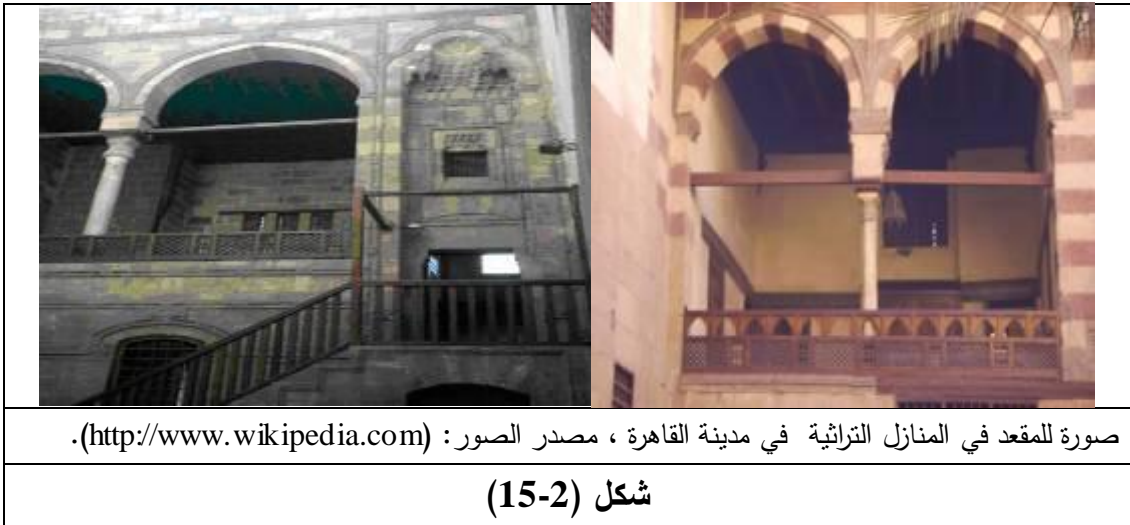 صورة للمقعد في المنازل التراثية في مدينة القاهرة ، مصدر الصور : (http://www.wikipedia.com).
شكل (2-15)